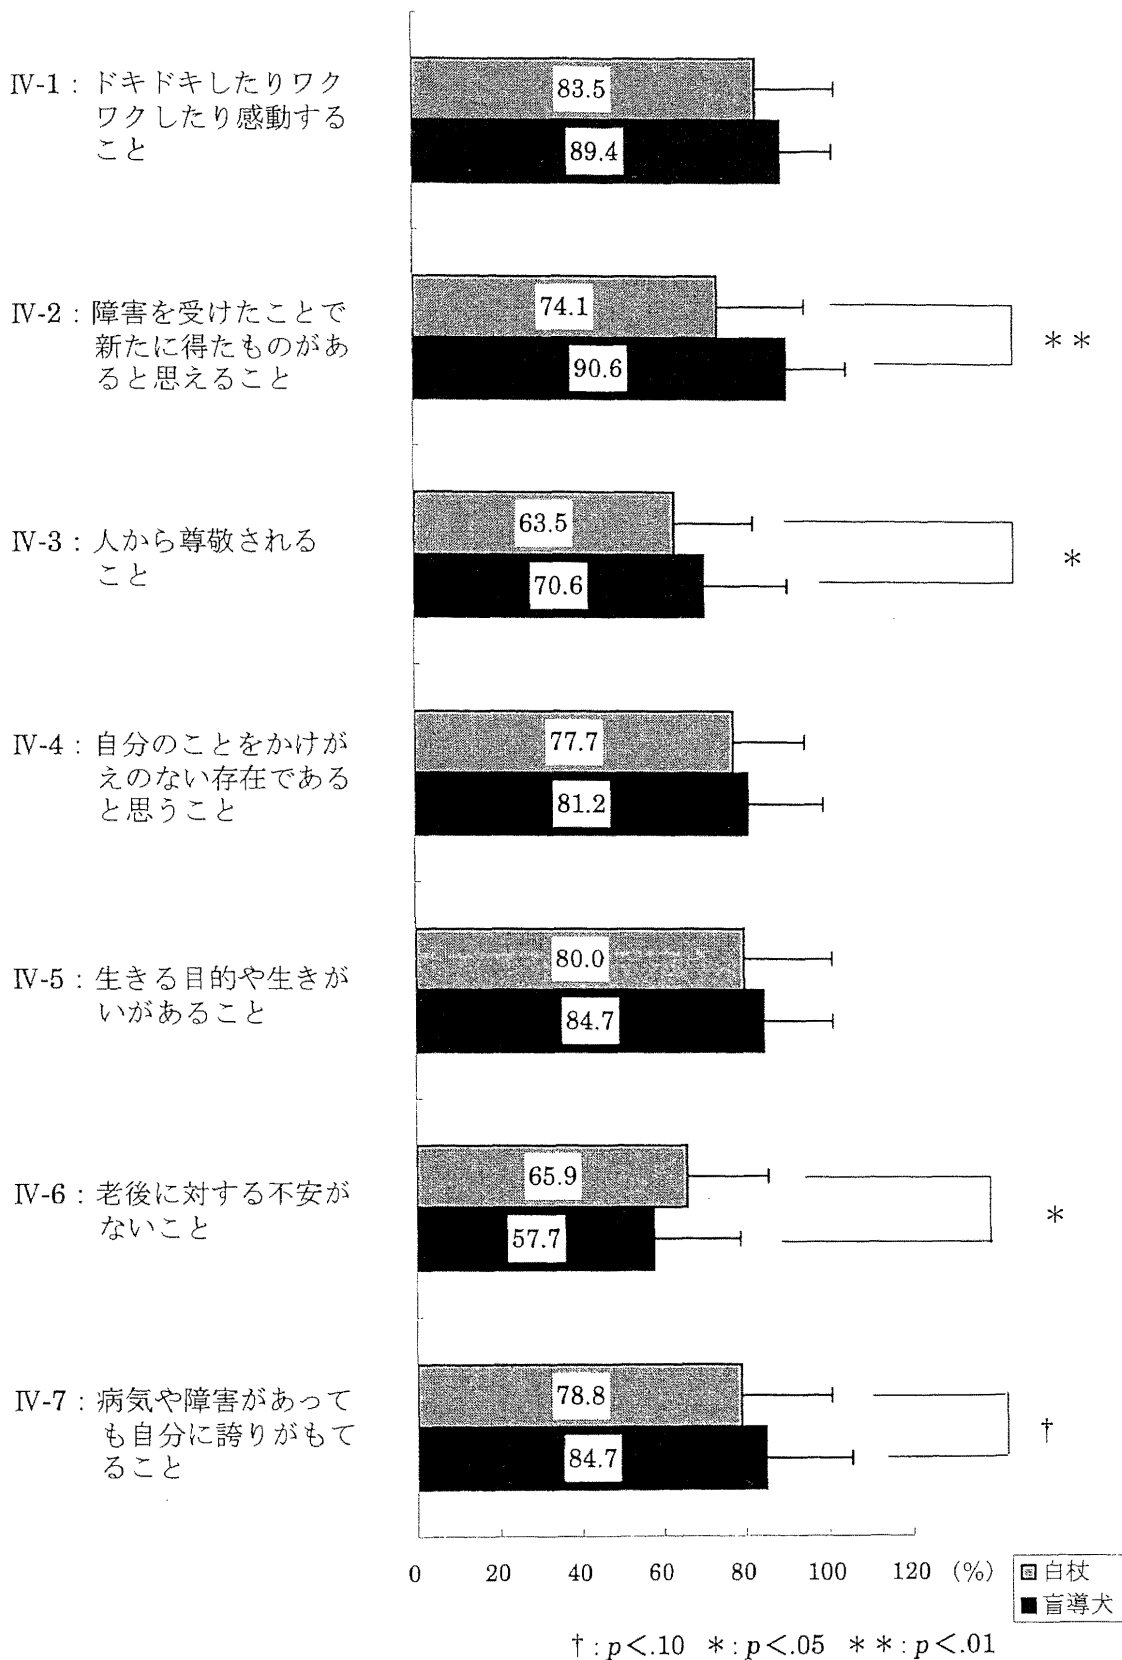 IV-1：ドキドキしたりワク
ワクしたり感動する
こと
83.5
89.4
IV-2：障害を受けたことで
新たに得たものがあ
ると思えること
74.1
90.6
＊＊
IV-3：人から尊敬される
こと
63.5
70.6
＊
IV-4：自分のことをかけが
えのない存在である
と思うこと
77.7
81.2
IV-5：生きる目的や生きが
いがあること
80.0
84.7
IV-6：老後に対する不安が
ないこと
65.9
57.7
＊
IV-7：病気や障害があって
も自分に誇りがもて
ること
78.8
84.7
†
0 20 40 60 80 100 120 (%)
白杖
盲導犬
†：p<.10 ＊：p<.05 ＊＊：p<.01